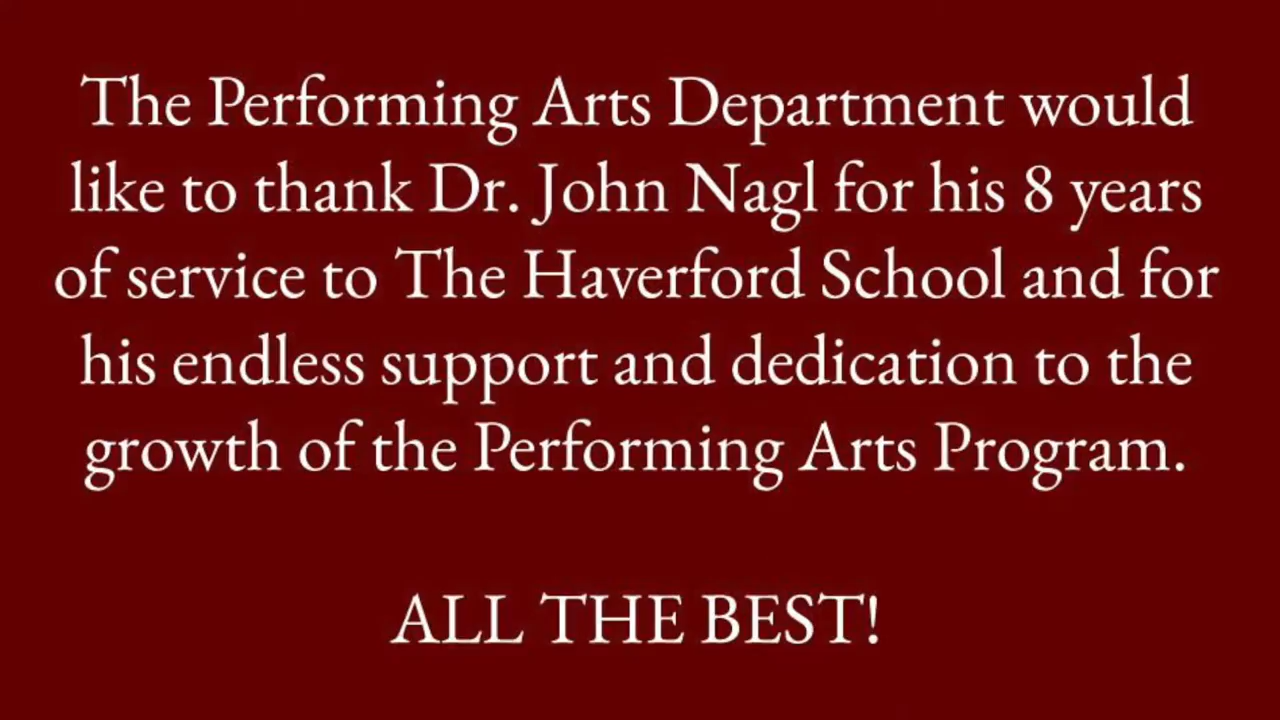 The Performing Arts Department would
like to thank Dr. John Nagl for his 8 years
of service to The Haverford School and for
his endless support and dedication to the
growth of the Performing Arts Program.
ALL THE BEST!